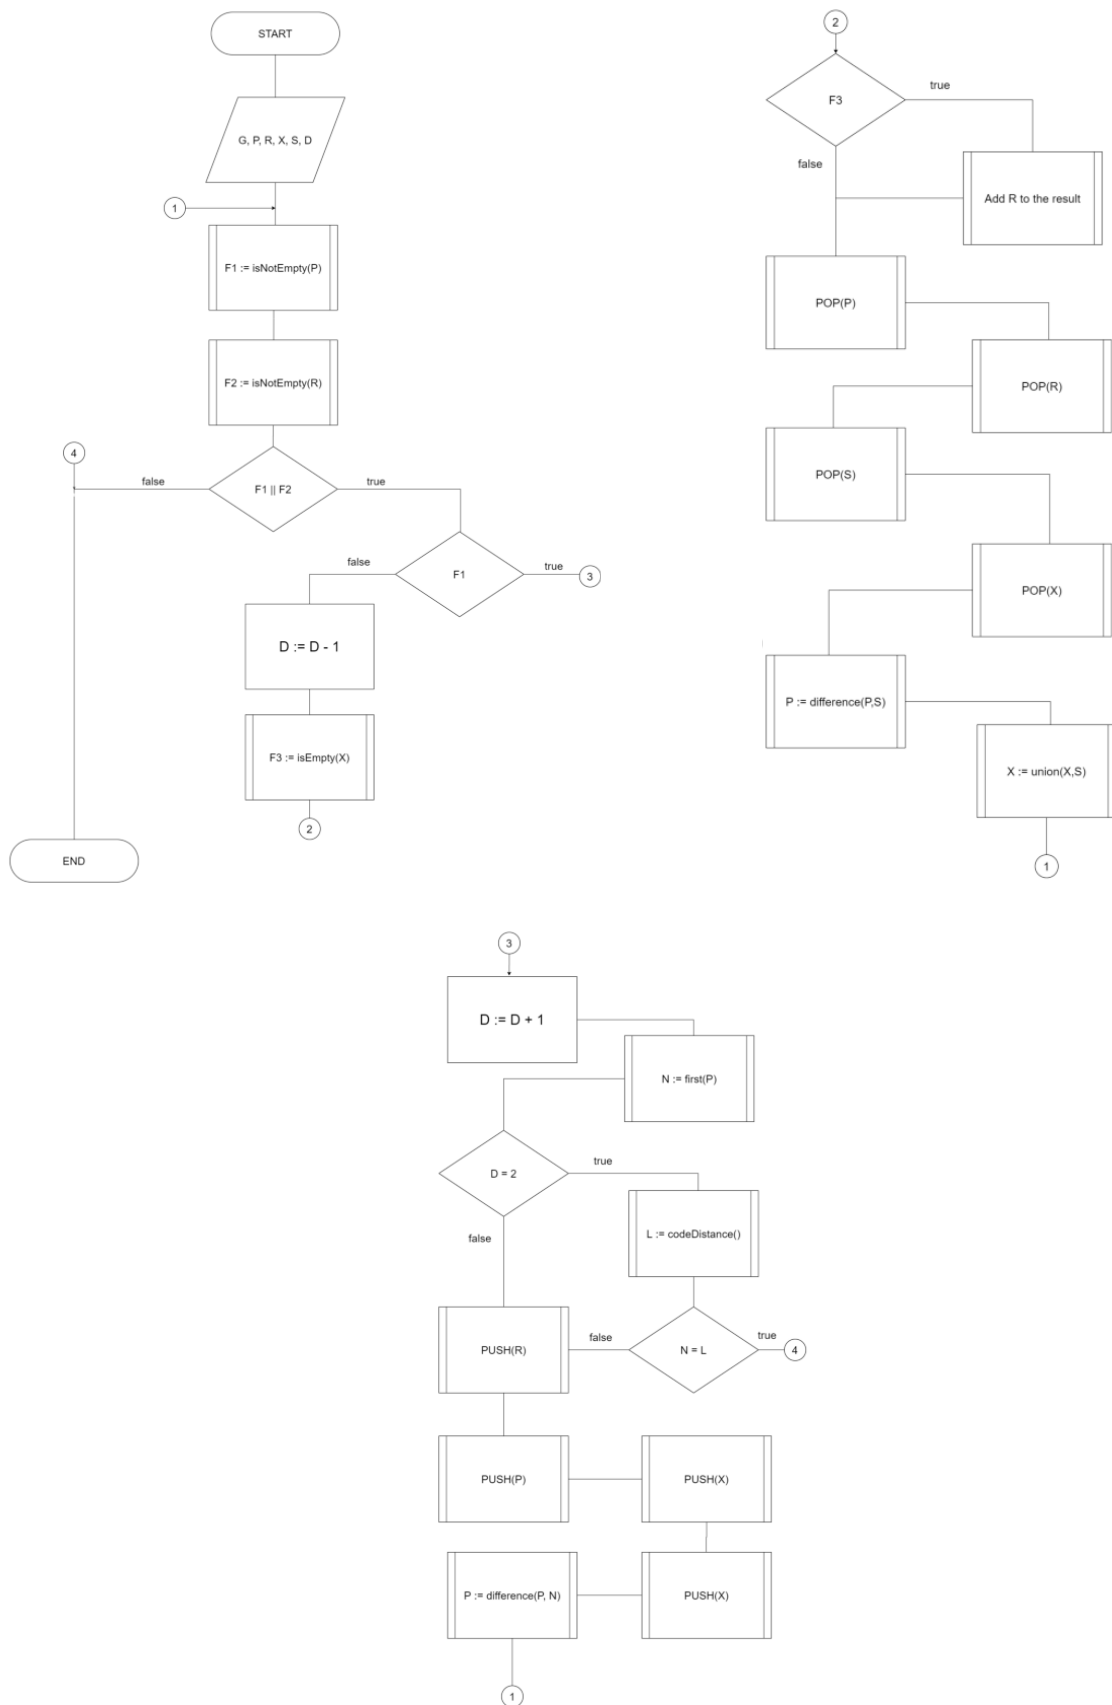 START
G, P, R, X, S, D
1
F1 := isNotEmpty(P)
F2 := isNotEmpty(R)
4
false
F1 || F2
true
false
F1
true
3
D := D - 1
F3 := isEmpty(X)
2
END
2
F3
true
false
Add R to the result
POP(P)
POP(R)
POP(S)
POP(X)
P := difference(P,S)
X := union(X,S)
1
3
D := D + 1
N := first(P)
D = 2
true
false
L := codeDistance()
PUSH(R)
false
N = L
true
4
PUSH(P)
PUSH(X)
P := difference(P, N)
PUSH(X)
1